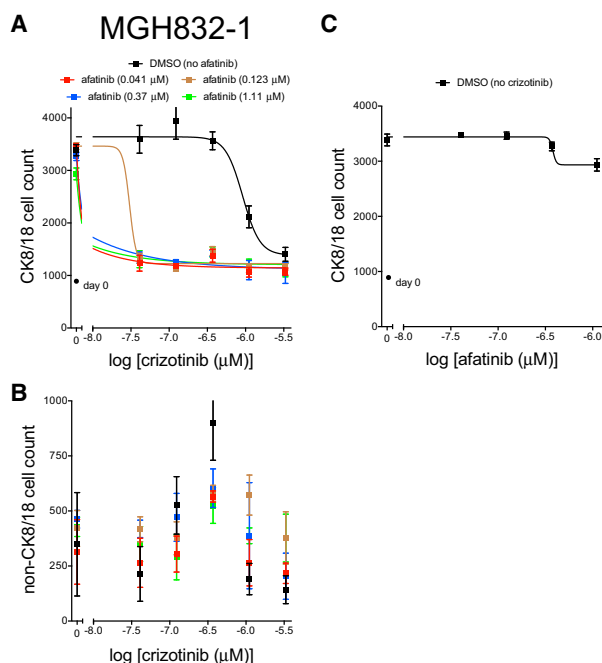 A
MGH832-1
DMSO (no afatinib)
afatinib (0.041 μM)
afatinib (0.123 μM)
afatinib (0.37 μM)
afatinib (1.11 μM)
CK8/18 cell count
4000
3000
2000
1000
0
day 0
0
-8.0
-7.5
-7.0
-6.5
-6.0
-5.5
log [crizotinib (μM)]
C
DMSO (no crizotinib)
CK8/18 cell count
4000
3000
2000
1000
0
day 0
0
-8.0
-7.5
-7.0
-6.5
-6.0
log [afatinib (μM)]
B
non-CK8/18 cell count
1000
750
500
250
0
0
-8.0
-7.5
-7.0
-6.5
-6.0
-5.5
log [crizotinib (μM)]